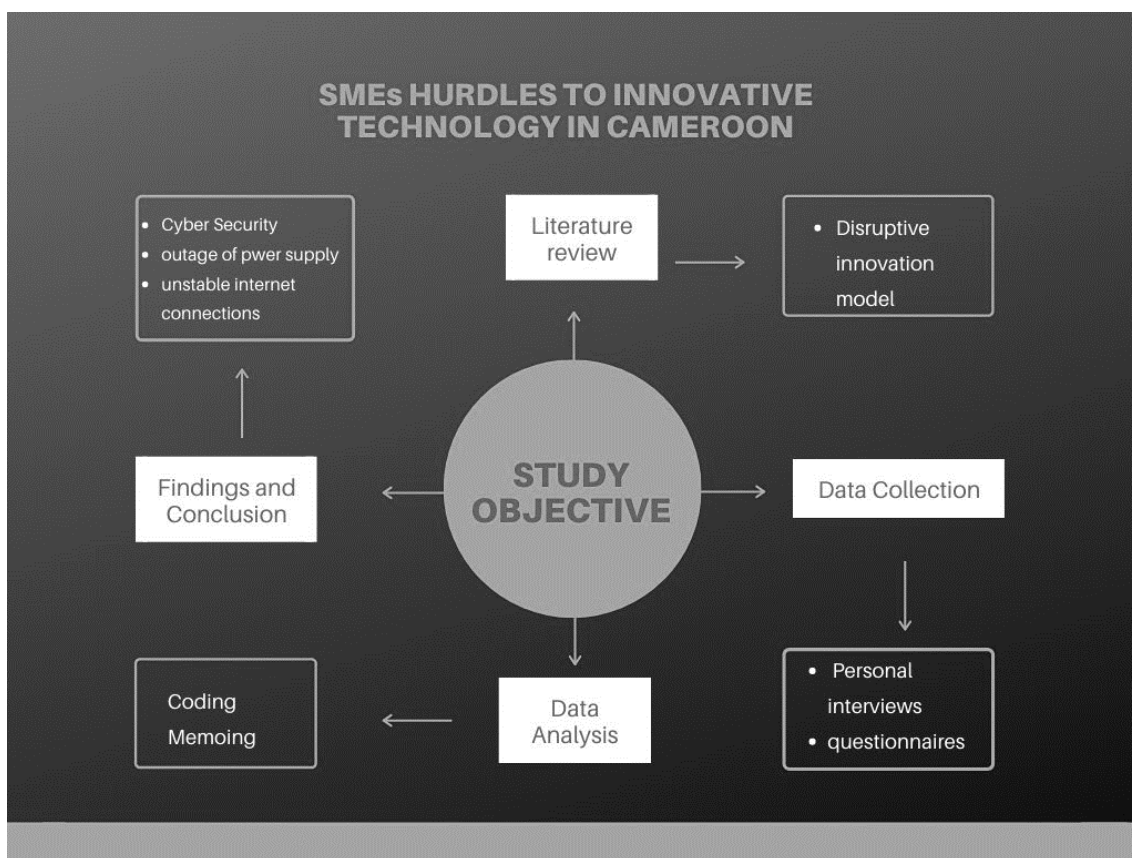 SMEs HURDLES TO INNOVATIVE
TECHNOLOGY IN CAMEROON
• Cyber Security
• outage of pwer supply
• unstable internet
connections
Literature
review
• Disruptive
innovation
model
Findings and
Conclusion
STUDY
OBJECTIVE
Data Collection
Coding
Memoing
Data
Analysis
• Personal
interviews
• questionnaires